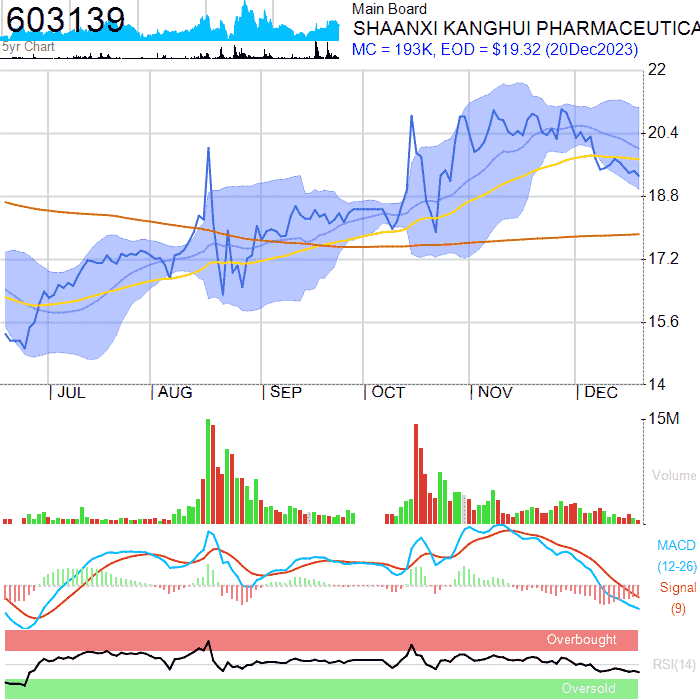 603139
5yr Chart
Main Board
SHAANXI KANGHUI PHARMACEUTICA
MC = 193K, EOD = $19.32 (20Dec2023)
22
20.4
18.8
17.2
15.6
14
| JUL | AUG | SEP | OCT | NOV | DEC
15M
Volume
MACD
(12-26)
Signal
(9)
Overbought
RSI(14)
Oversold